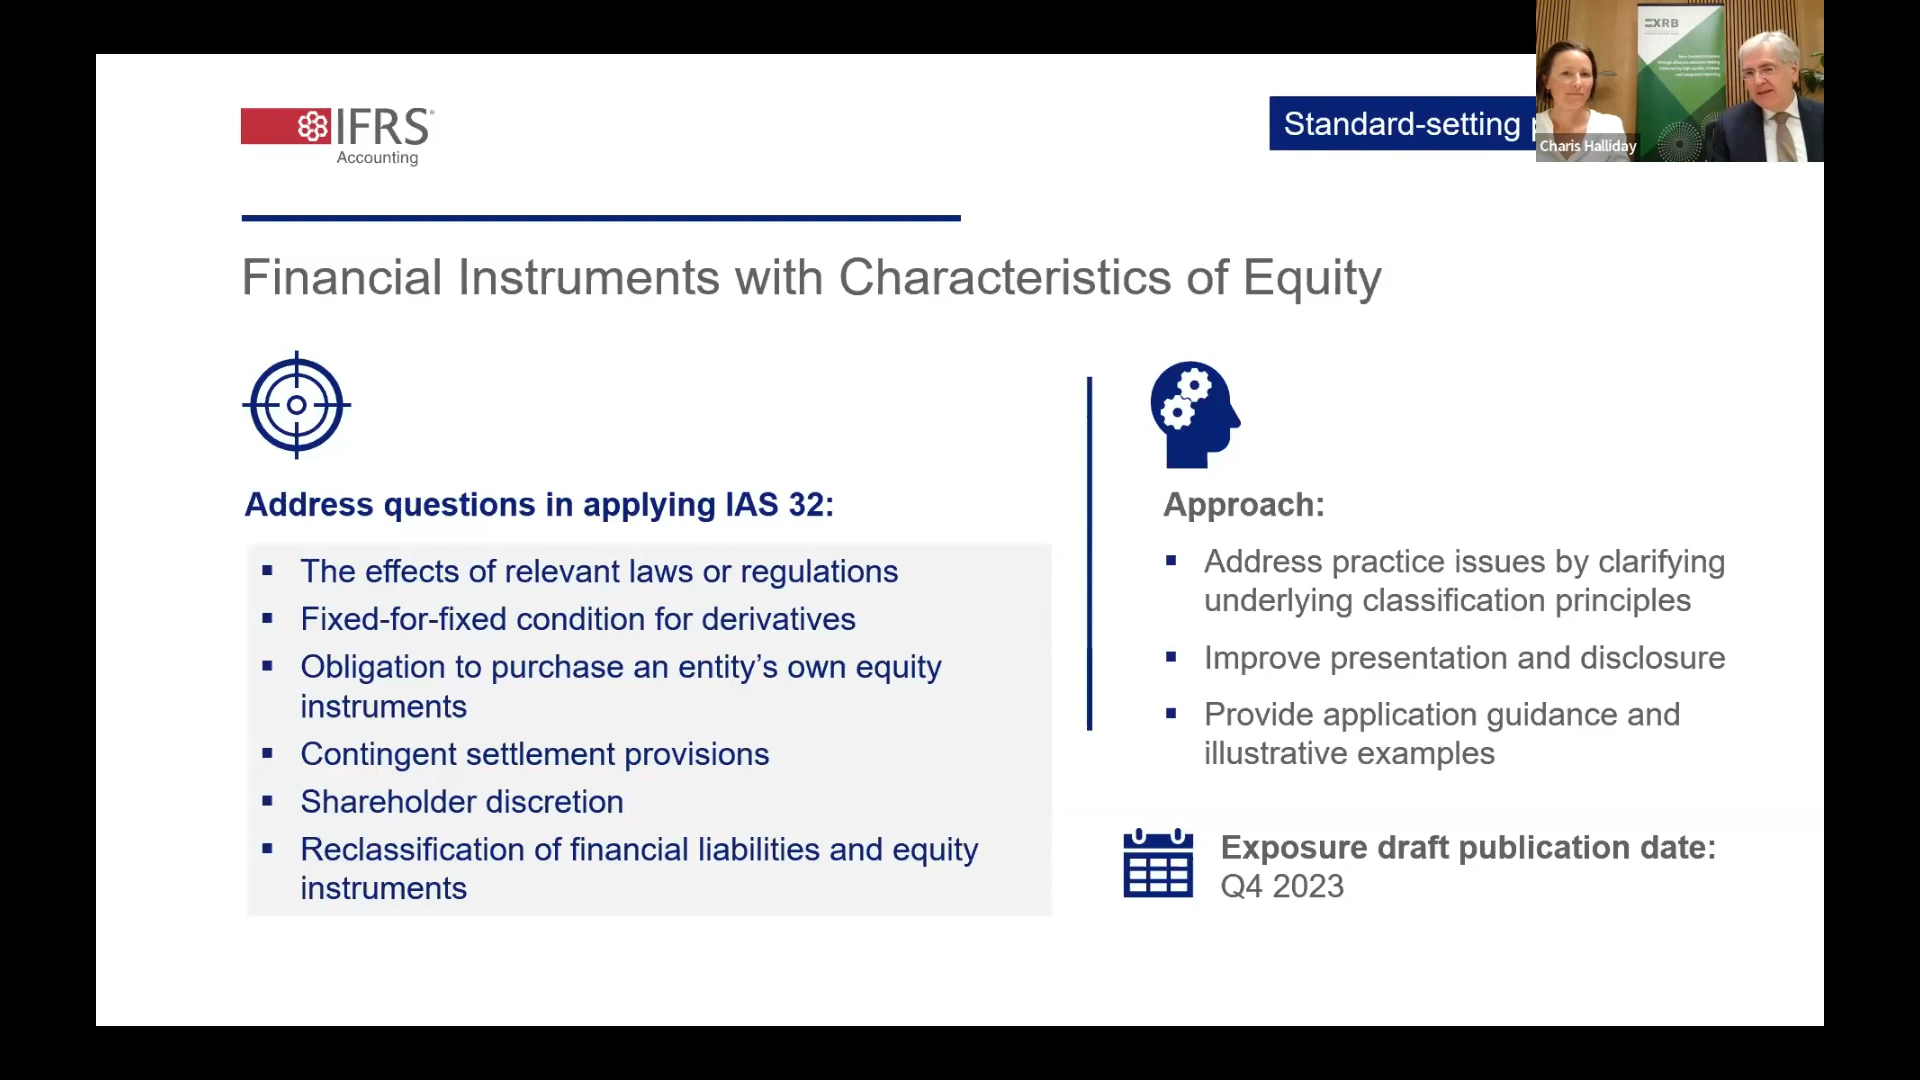 IFRS
Accounting
Standard-setting
XRB
Charis Halliday
Financial Instruments with Characteristics of Equity
Address questions in applying IAS 32:
▪ The effects of relevant laws or regulations
▪ Fixed-for-fixed condition for derivatives
▪ Obligation to purchase an entity’s own equity
instruments
▪ Contingent settlement provisions
▪ Shareholder discretion
▪ Reclassification of financial liabilities and equity
instruments
Approach:
▪ Address practice issues by clarifying
underlying classification principles
▪ Improve presentation and disclosure
▪ Provide application guidance and
illustrative examples
Exposure draft publication date:
Q4 2023